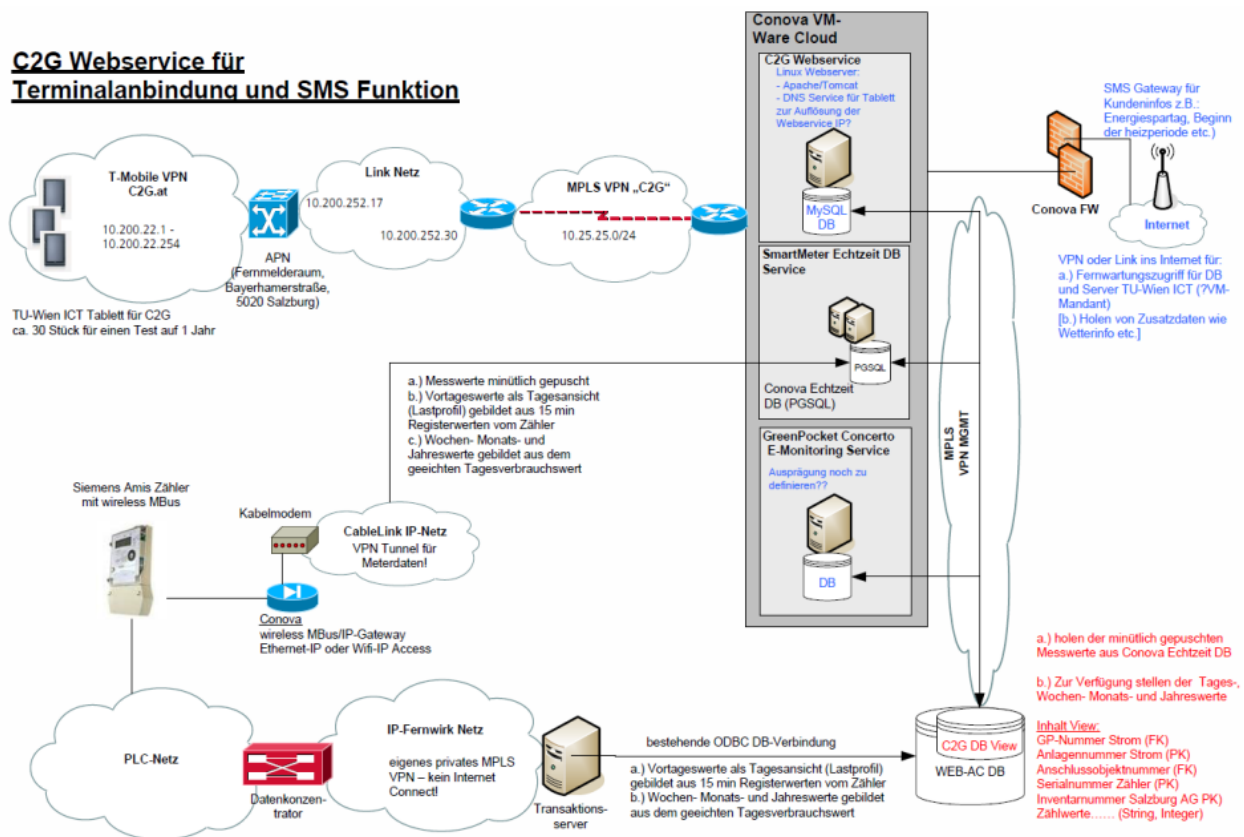 C2G Webservice für
Terminalanbindung und SMS Funktion
T-Mobile VPN
C2G.at
10.200.22.1 -
10.200.22.254
TU-Wien ICT Tablett für C2G
ca. 30 Stück für einen Test auf 1 Jahr
APN
(Fernmelderaum,
Bayerhamerstraße,
5020 Salzburg)
Link Netz
10.200.252.17
10.200.252.30
MPLS VPN „C2G“
10.25.25.0/24
Conova VM-
Ware Cloud
C2G Webservice
Linux Webserver:
- Apache/Tomcat
- DNS Service für Tablett
zur Auflösung der
Webservice IP?
MySQL
DB
SmartMeter Echtzeit DB
Service
PGSQL
Conova Echtzeit
DB (PGSQL)
GreenPocket Concerto
E-Monitoring Service
Ausprägung noch zu
definieren??
DB
SMS Gateway für
Kundeninfos z.B.:
Energiespartag, Beginn
der heizperiode etc.)
Conova FW
Internet
VPN oder Link ins Internet für:
a.) Fernwartungszugriff für DB
und Server TU-Wien ICT (?VM-
Mandant)
[b.) Holen von Zusatzdaten wie
Wetterinfo etc.]
MPLS
VPN MGMT
a.) Messwerte minütlich gepuscht
b.) Vortageswerte als Tagesansicht
(Lastprofil) gebildet aus 15 min
Registerwerten vom Zähler
c.) Wochen- Monats- und
Jahreswerte gebildet aus dem
geeichten Tagesverbrauchswert
Siemens Amis Zähler
mit wireless MBus
Kabelmodem
CableLink IP-Netz
VPN Tunnel für
Meterdaten!
Conova
wireless MBus/IP-Gateway
Ethernet-IP oder Wifi-IP Access
PLC-Netz
Datenkonzen-
trator
IP-Fernwirk Netz
eigenes privates MPLS
VPN – kein Internet
Connect!
Transaktions-
server
bestehende ODBC DB-Verbindung
a.) Vortageswerte als Tagesansicht (Lastprofil)
gebildet aus 15 min Registerwerten vom Zähler
b.) Wochen- Monats- und Jahreswerte gebildet
aus dem geeichten Tagesverbrauchswert
C2G DB View
WEB-AC DB
a.) holen der minütlich gepuschten
Messwerte aus Conova Echtzeit DB
b.) Zur Verfügung stellen der Tages-,
Wochen- Monats- und Jahreswerte
Inhalt View:
GP-Nummer Strom (FK)
Anlagennummer Strom (PK)
Anschlussobjektnummer (FK)
Serialnummer Zähler (PK)
Inventarnummer Salzburg AG PK)
Zählwerte...... (String, Integer)